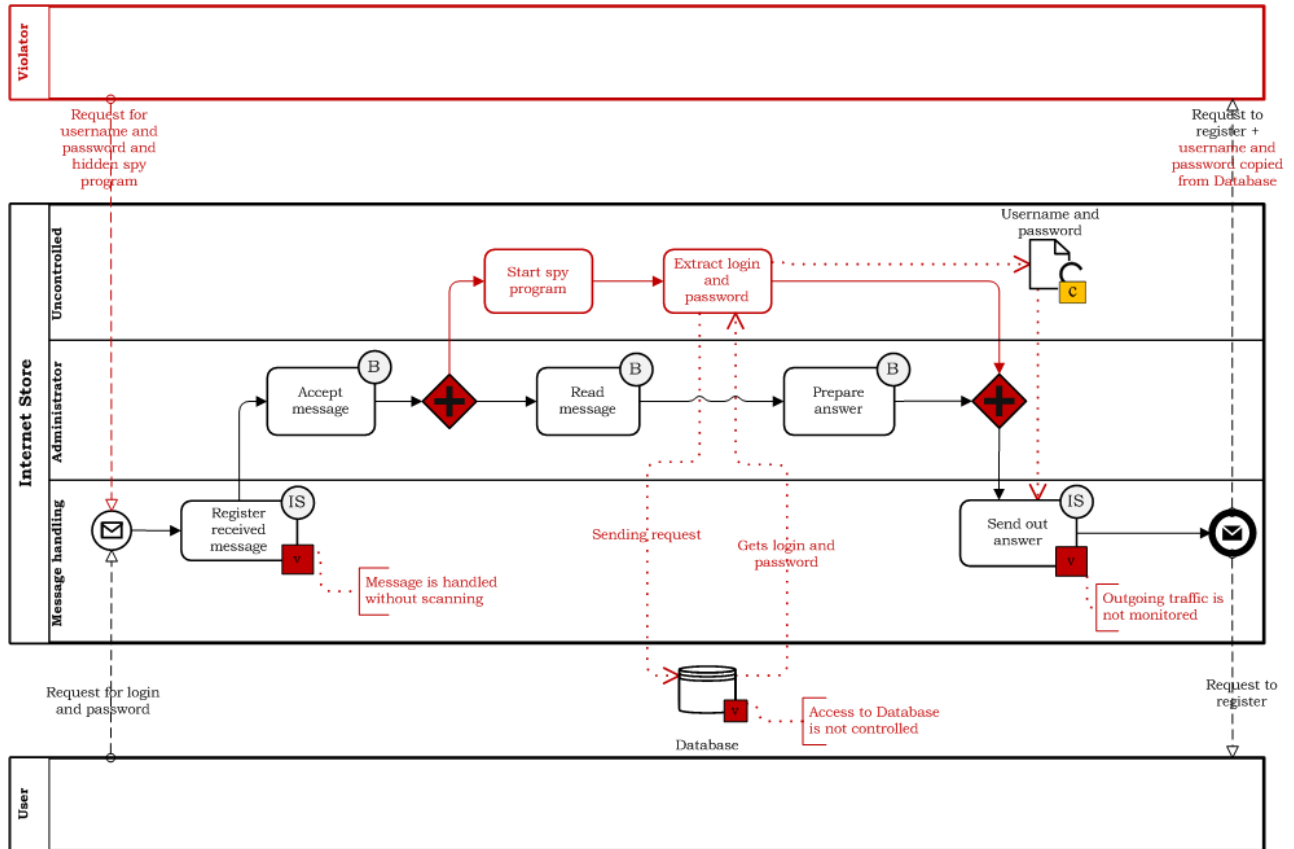 Violator
Request for
username and
password and
hidden spy
program
Request to
register +
username and
password copied
from Database
Internet Store
Uncontrolled
Start spy
program
Extract login
and
password
Username and
password
C
Administrator
Accept
message
B
Read
message
B
Prepare
answer
B
Message handling
Register
received
message
IS
v
Message is handled
without scanning
Sending request
Gets login and
password
Send out
answer
IS
v
Outgoing traffic is
not monitored
Request for login
and password
Database
v
Access to Database
is not controlled
Request to
register
User